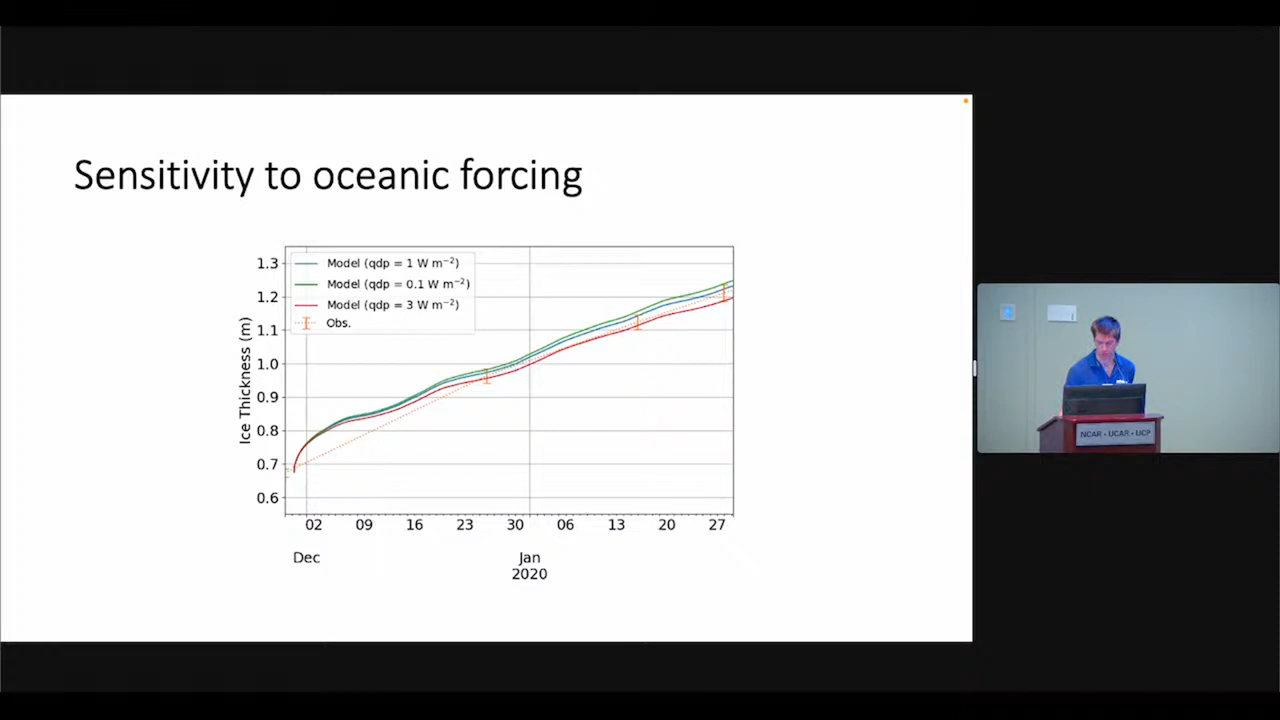 Sensitivity to oceanic forcing
Model (qdp = 1 W m⁻²)
Model (qdp = 0.1 W m⁻²)
Model (qdp = 3 W m⁻²)
Obs.
Ice Thickness (m)
1.3
1.2
1.1
1.0
0.9
0.8
0.7
0.6
02 09 16 23 30 06 13 20 27
Dec Jan
2020
NCAR - UCAR - UCP